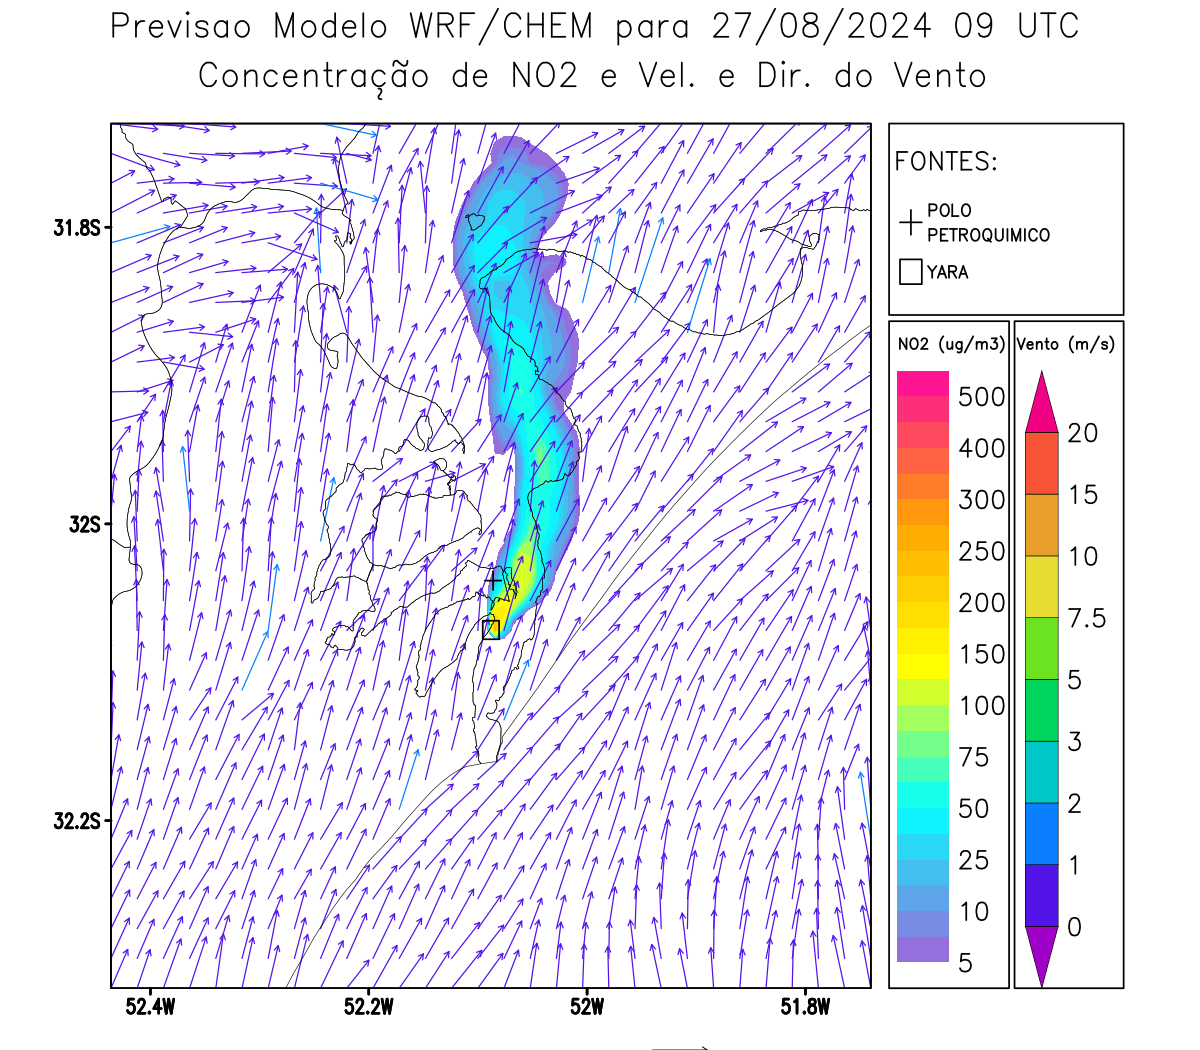 Previsao Modelo WRF/CHEM para 27/08/2024 09 UTC
Concentração de NO2 e Vel. e Dir. do Vento
FONTES:
POLO
PETROQUIMICO
YARA
NO2 (ug/m3)
500
400
300
250
200
150
100
75
50
25
10
5
Vento (m/s)
20
15
10
7.5
5
3
2
1
0
31.8S
32S
32.2S
52.4W
52.2W
52W
51.8W